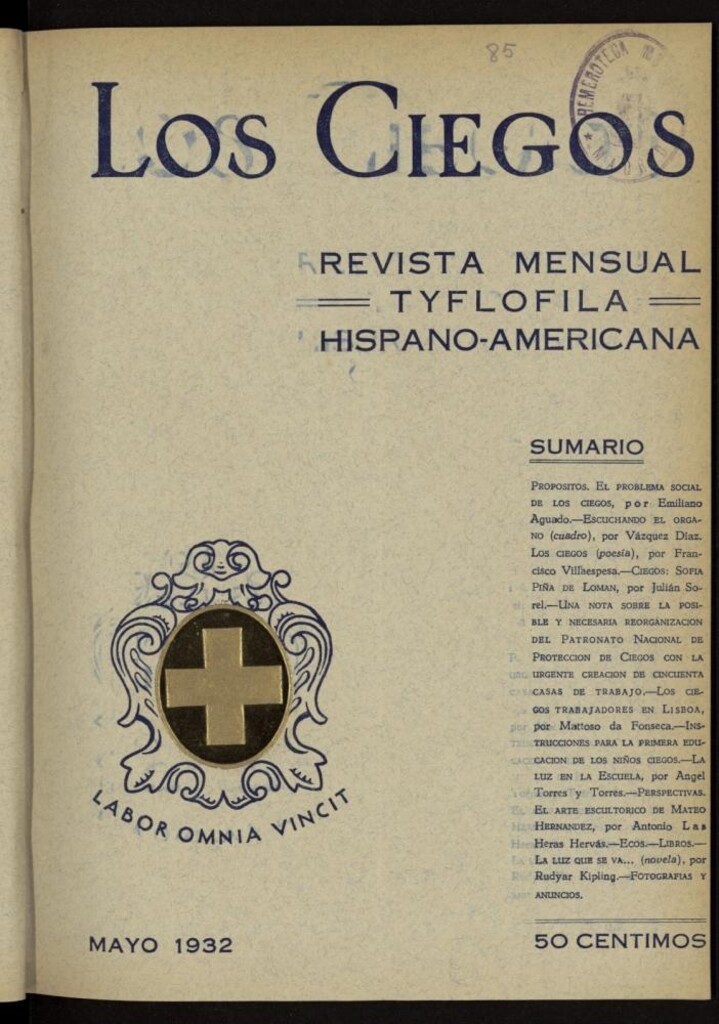 85
HEMEROTECA
LOS CIEGOS
REVISTA MENSUAL
TYFLOFILA
HISPANO-AMERICANA
SUMARIO
PROPOSITOS. EL PROBLEMA SOCIAL
DE LOS CIEGOS, por Emiliano
Aguado.—ESCUCHANDO EL ORGA-
NO (cuadro), por Vázquez Díaz.
LOS CIEGOS (poesía), por Fran-
cisco Villaespesa.—CIEGOS: SOFIA
PIÑA DE LOMAN, por Julián So-
rel.—UNA NOTA SOBRE LA POSI-
BLE Y NECESARIA REORGANIZACION
DEL PATRONATO NACIONAL DE
PROTECCION DE CIEGOS CON LA
URGENTE CREACION DE CINCUENTA
CASAS DE TRABAJO.—LOS CIE-
GOS TRABAJADORES EN LISBOA,
por Mattoso da Fonseca.—INS-
TRUCCIONES PARA LA PRIMERA EDU-
CACION DE LOS NIÑOS CIEGOS.—LA
LUZ EN LA ESCUELA, por Angel
Torres y Torres.—PERSPECTIVAS.
EL ARTE ESCULTORICO DE MATEO
HERNANDEZ, por Antonio Las
Heras Hervás.—ECOS.—LIBROS.—
LA LUZ QUE SE VA... (novela), por
Rudyar Kipling.—FOTOGRAFIAS Y
ANUNCIOS.
LABOR OMNIA VINCIT
MAYO 1932
50 CENTIMOS